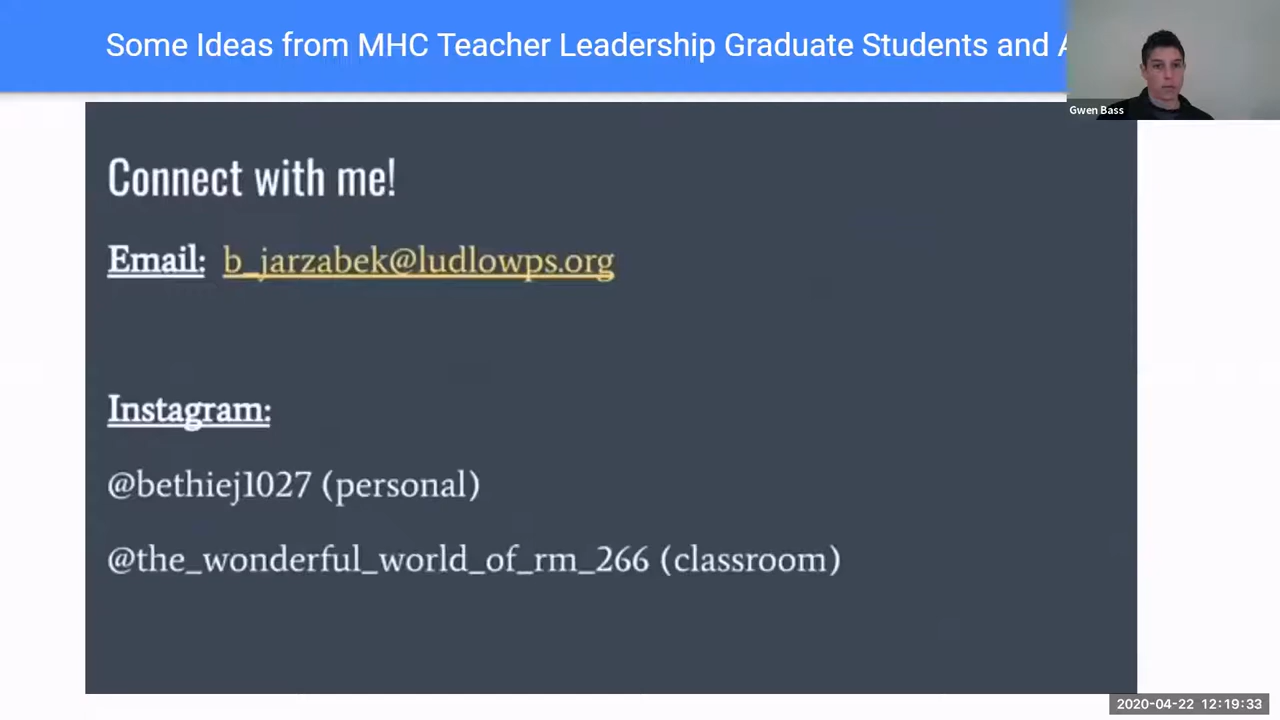 Some Ideas from MHC Teacher Leadership Graduate Students and
Gwen Bass
Connect with me!
Email: b_jarzabek@ludlowps.org
Instagram:
@bethiej1027 (personal)
@the_wonderful_world_of_rm_266 (classroom)
2020-04-22 12:19:33